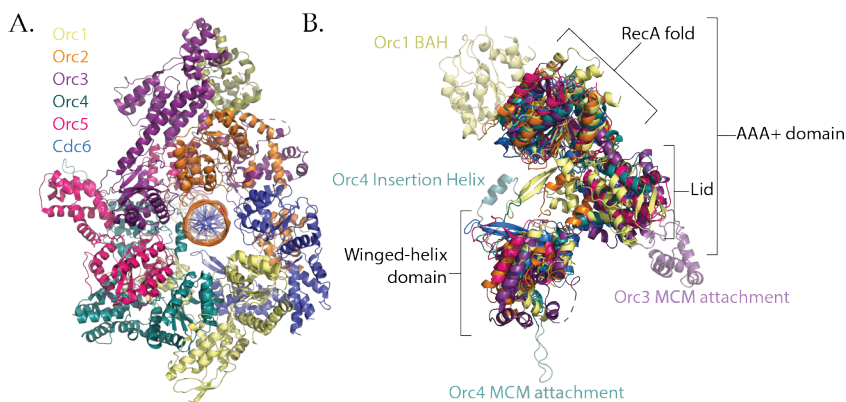 A.
Orc1
Orc2
Orc3
Orc4
Orc5
Cdc6
B.
Orc1 BAH
RecA fold
AAA+ domain
Orc4 Insertion Helix
Lid
Winged-helix
domain
Orc3 MCM attachment
Orc4 MCM attachment